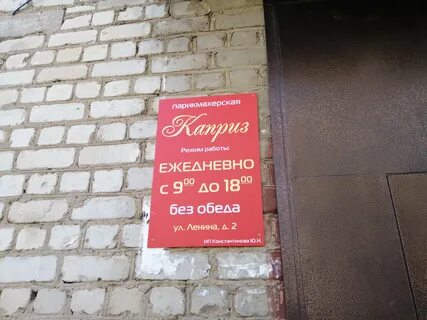 парикмахерская
Каприз
Режим работы:
ЕЖЕДНЕВНО
с 9⁰⁰ до 18⁰⁰
без обеда
ул. Ленина, д. 2
ИП Константинова Ю.Н.